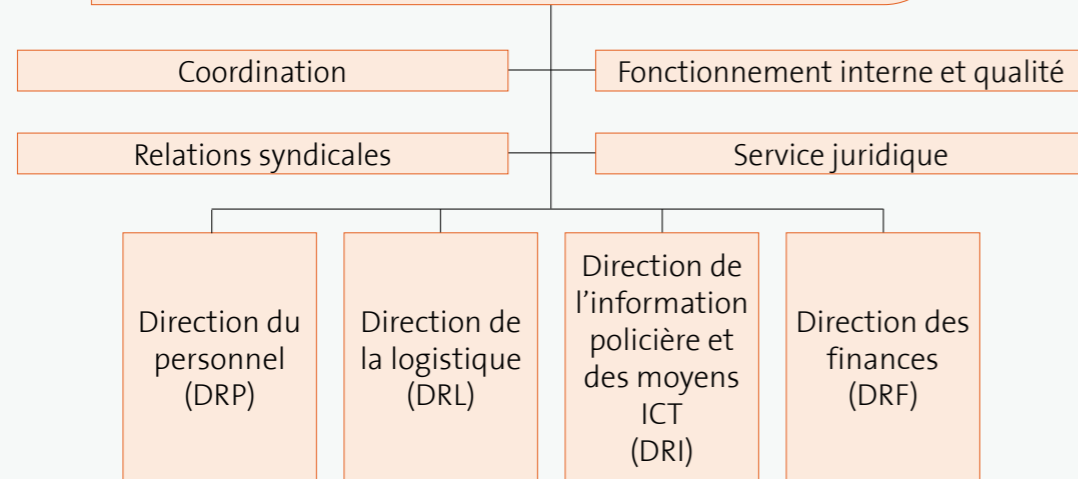 Coordination
Fonctionnement interne et qualité
Relations syndicales
Service juridique
Direction du
personnel
(DRP)
Direction de
la logistique
(DRL)
Direction de
l'information
policière et
des moyens
ICT
(DRI)
Direction des
finances
(DRF)